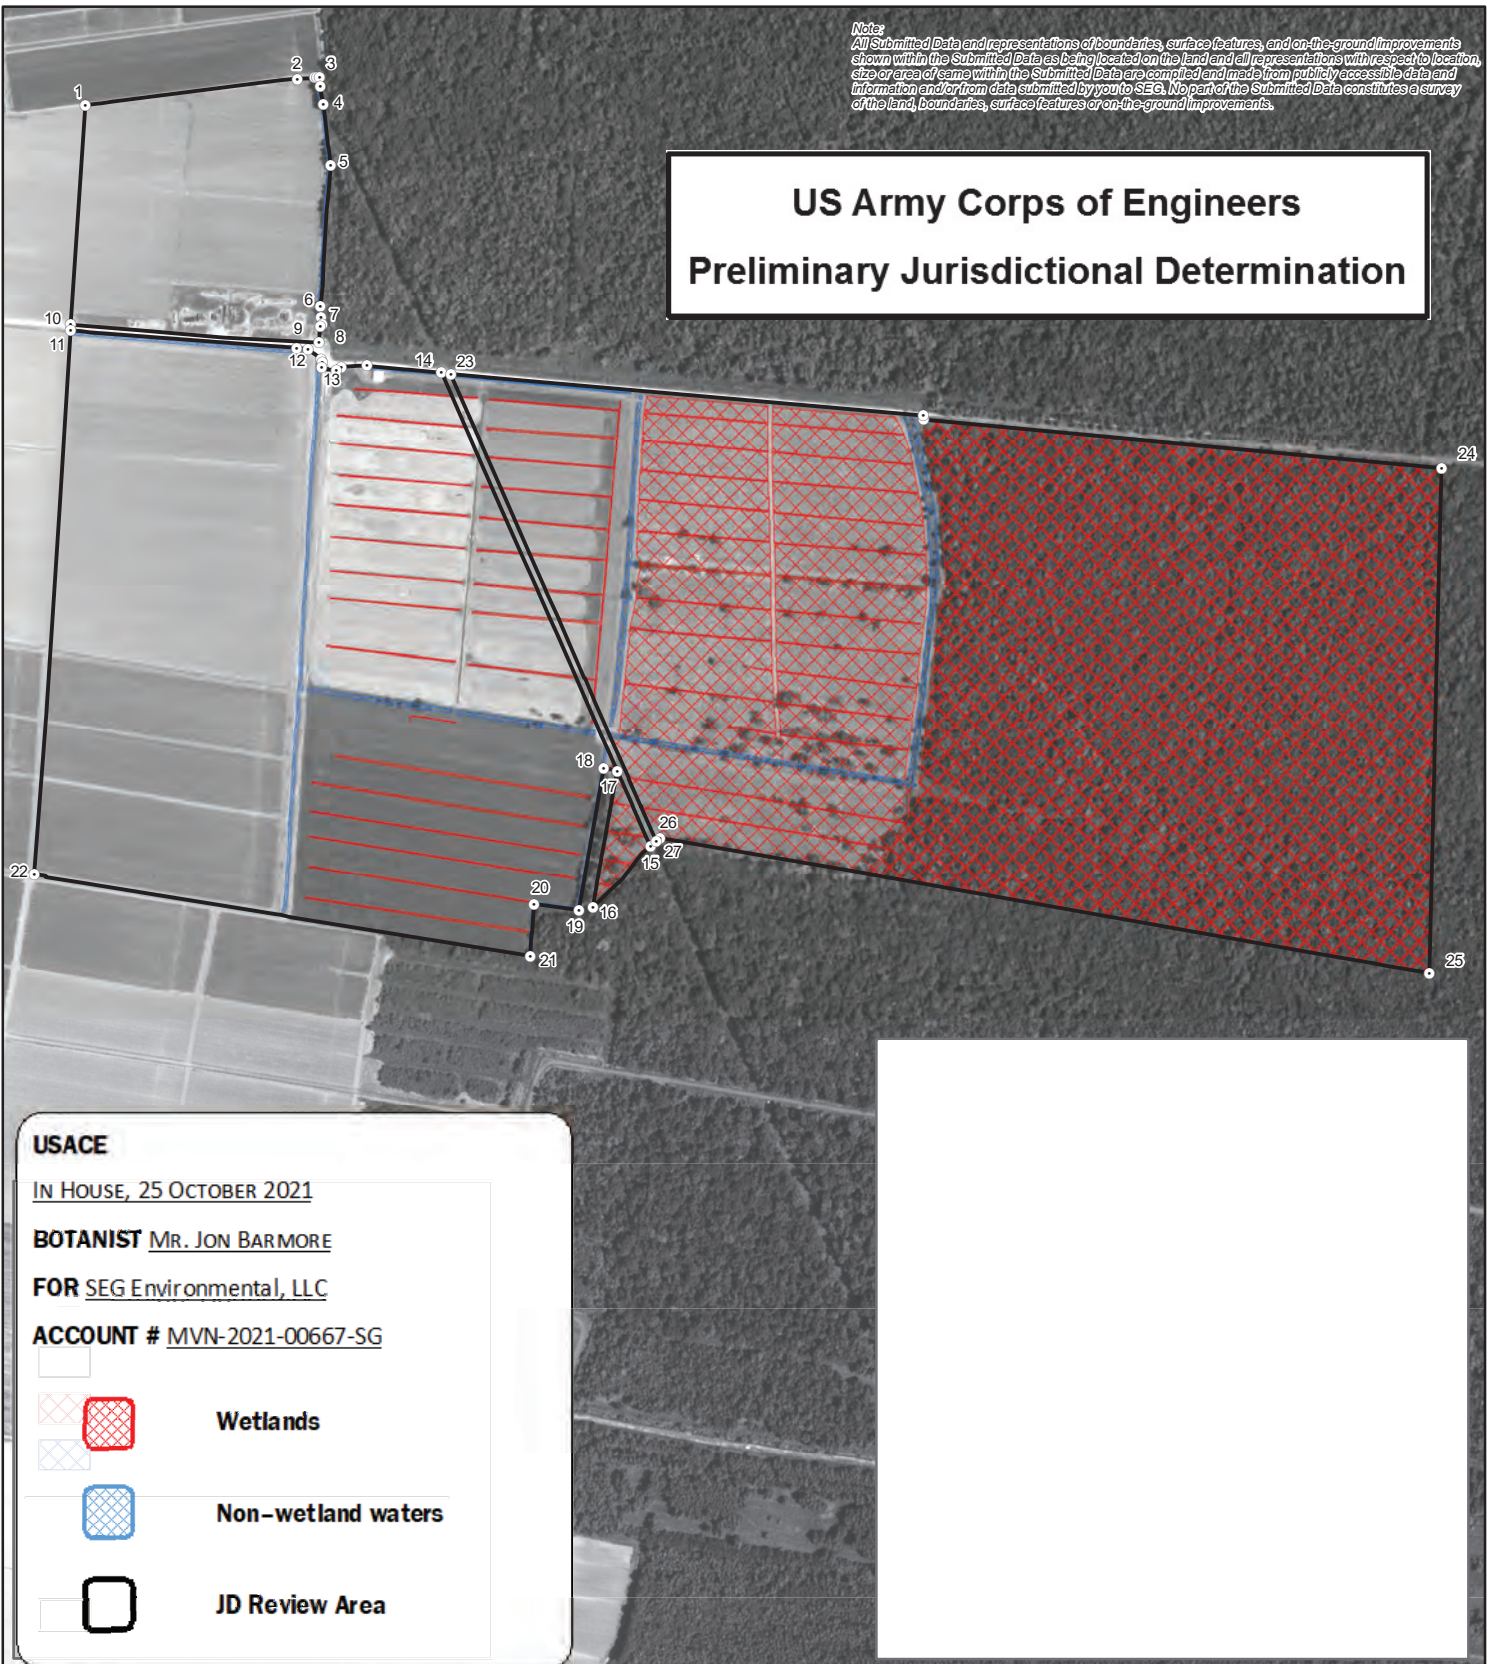 Note:
All Submitted Data and representations of boundaries, surface features, and on-the-ground improvements
shown within the Submitted Data as being located on the land and all representations with respect to location,
size or area of same within the Submitted Data are compiled and made from publicly accessible data and
information and/or from data submitted by you to SEG. No part of the Submitted Data constitutes a survey
of the land, boundaries, surface features or on-the-ground improvements.
US Army Corps of Engineers
Preliminary Jurisdictional Determination
1
2
3
4
5
6
7
8
9
10
11
12
13
14
23
24
18
17
26
27
15
22
20
19
16
21
25
USACE
IN HOUSE, 25 OCTOBER 2021
BOTANIST MR. JON BARMORE
FOR SEG Environmental, LLC
ACCOUNT # MVN-2021-00667-SG
Wetlands
Non-wetland waters
JD Review Area